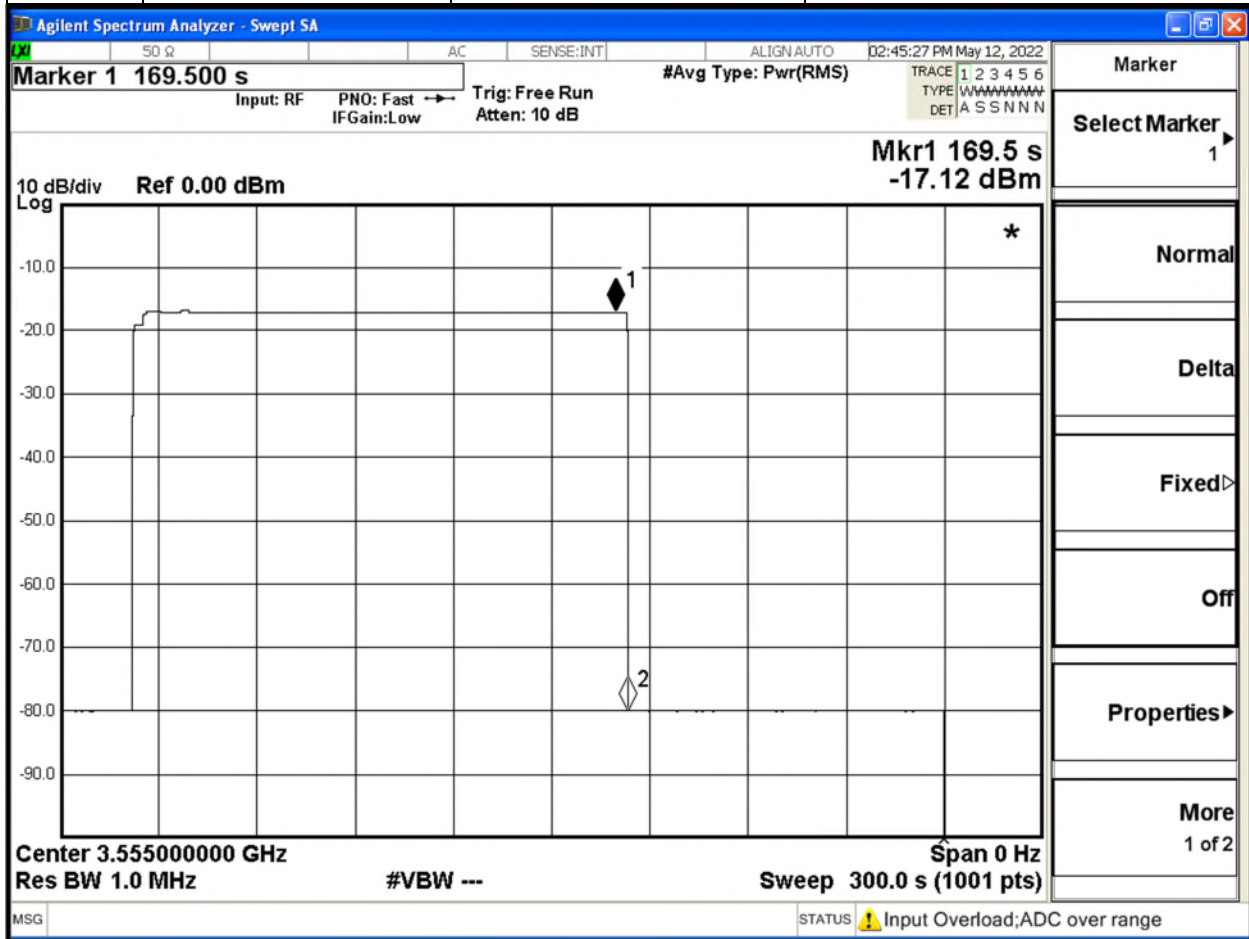 Agilent Spectrum Analyzer - Swept SA
LXI 50 Ω AC SENSE:INT ALIGN AUTO 02:45:27 PM May 12, 2022
Marker 1 169.500 s
Input: RF PNO: Fast Trig: Free Run #Avg Type: Pwr(RMS) TRACE 1 2 3 4 5 6
IFGain:Low Atten: 10 dB TYPE WWWWWW
DET A S S N N N
Mkr1 169.5 s
-17.12 dBm
10 dB/div Ref 0.00 dBm
Log
*
-10.0
1
-20.0
-30.0
-40.0
-50.0
-60.0
-70.0
2
-80.0
-90.0
Center 3.555000000 GHz Span 0 Hz
Res BW 1.0 MHz #VBW --- Sweep 300.0 s (1001 pts)
MSG STATUS Input Overload;ADC over range
Marker
Select Marker
1
Normal
Delta
Fixed
Off
Properties
More
1 of 2